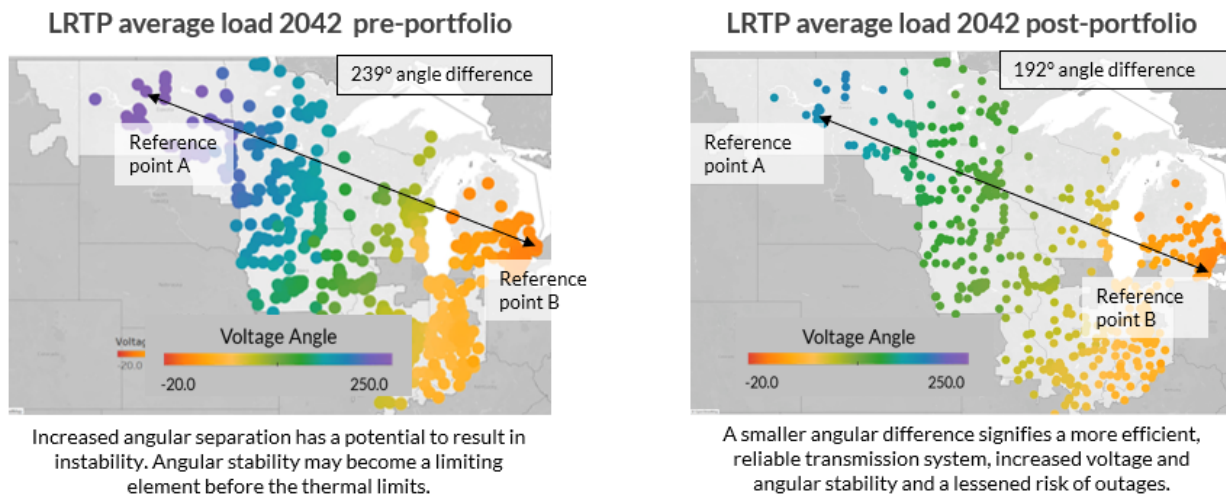 LRTP average load 2042 pre-portfolio
239° angle difference
Reference
point A
Reference
point B
Voltage Angle
Voltag
-20.0
-20.0
250.0
Increased angular separation has a potential to result in
instability. Angular stability may become a limiting
element before the thermal limits.
LRTP average load 2042 post-portfolio
192° angle difference
Reference
point A
Reference
point B
Voltage Angle
-20.0
250.0
A smaller angular difference signifies a more efficient,
reliable transmission system, increased voltage and
angular stability and a lessened risk of outages.